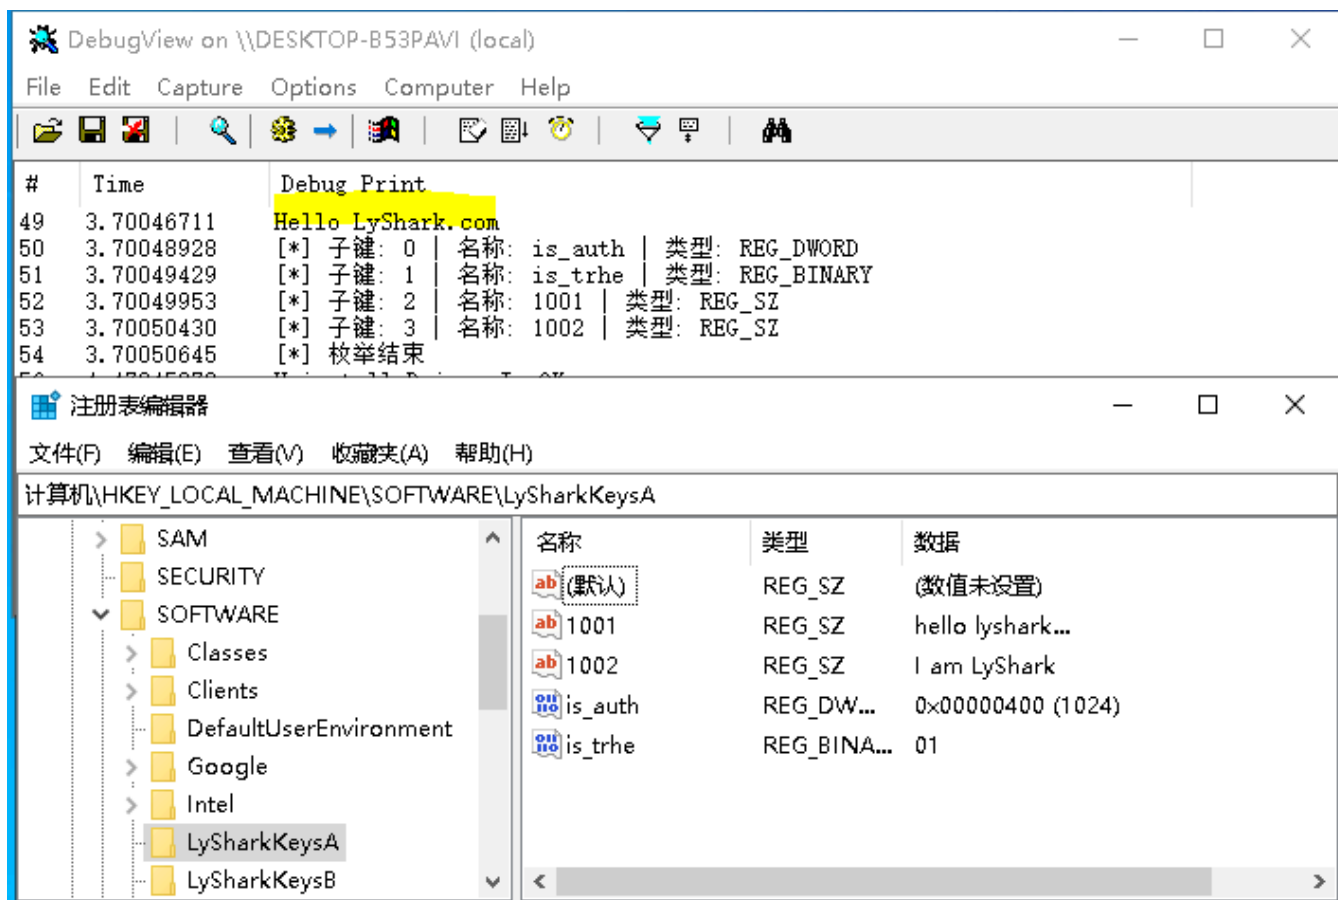 DebugView on \\DESKTOP-B53PAVI (local)
File Edit Capture Options Computer Help
# Time Debug Print
49 3.70046711 Hello LyShark.com
50 3.70048928 [*] 子键: 0 | 名称: is_auth | 类型: REG_DWORD
51 3.70049429 [*] 子键: 1 | 名称: is_trhe | 类型: REG_BINARY
52 3.70049953 [*] 子键: 2 | 名称: 1001 | 类型: REG_SZ
53 3.70050430 [*] 子键: 3 | 名称: 1002 | 类型: REG_SZ
54 3.70050645 [*] 枚举结束
注册表编辑器
文件(F) 编辑(E) 查看(V) 收藏夹(A) 帮助(H)
计算机\HKEY_LOCAL_MACHINE\SOFTWARE\LySharkKeysA
SAM
SECURITY
SOFTWARE
Classes
Clients
DefaultUserEnvironment
Google
Intel
LySharkKeysA
LySharkKeysB
名称 类型 数据
(默认) REG_SZ (数值未设置)
1001 REG_SZ hello lyshark...
1002 REG_SZ I am LyShark
is_auth REG_DW... 0x00000400 (1024)
is_trhe REG_BINA... 01